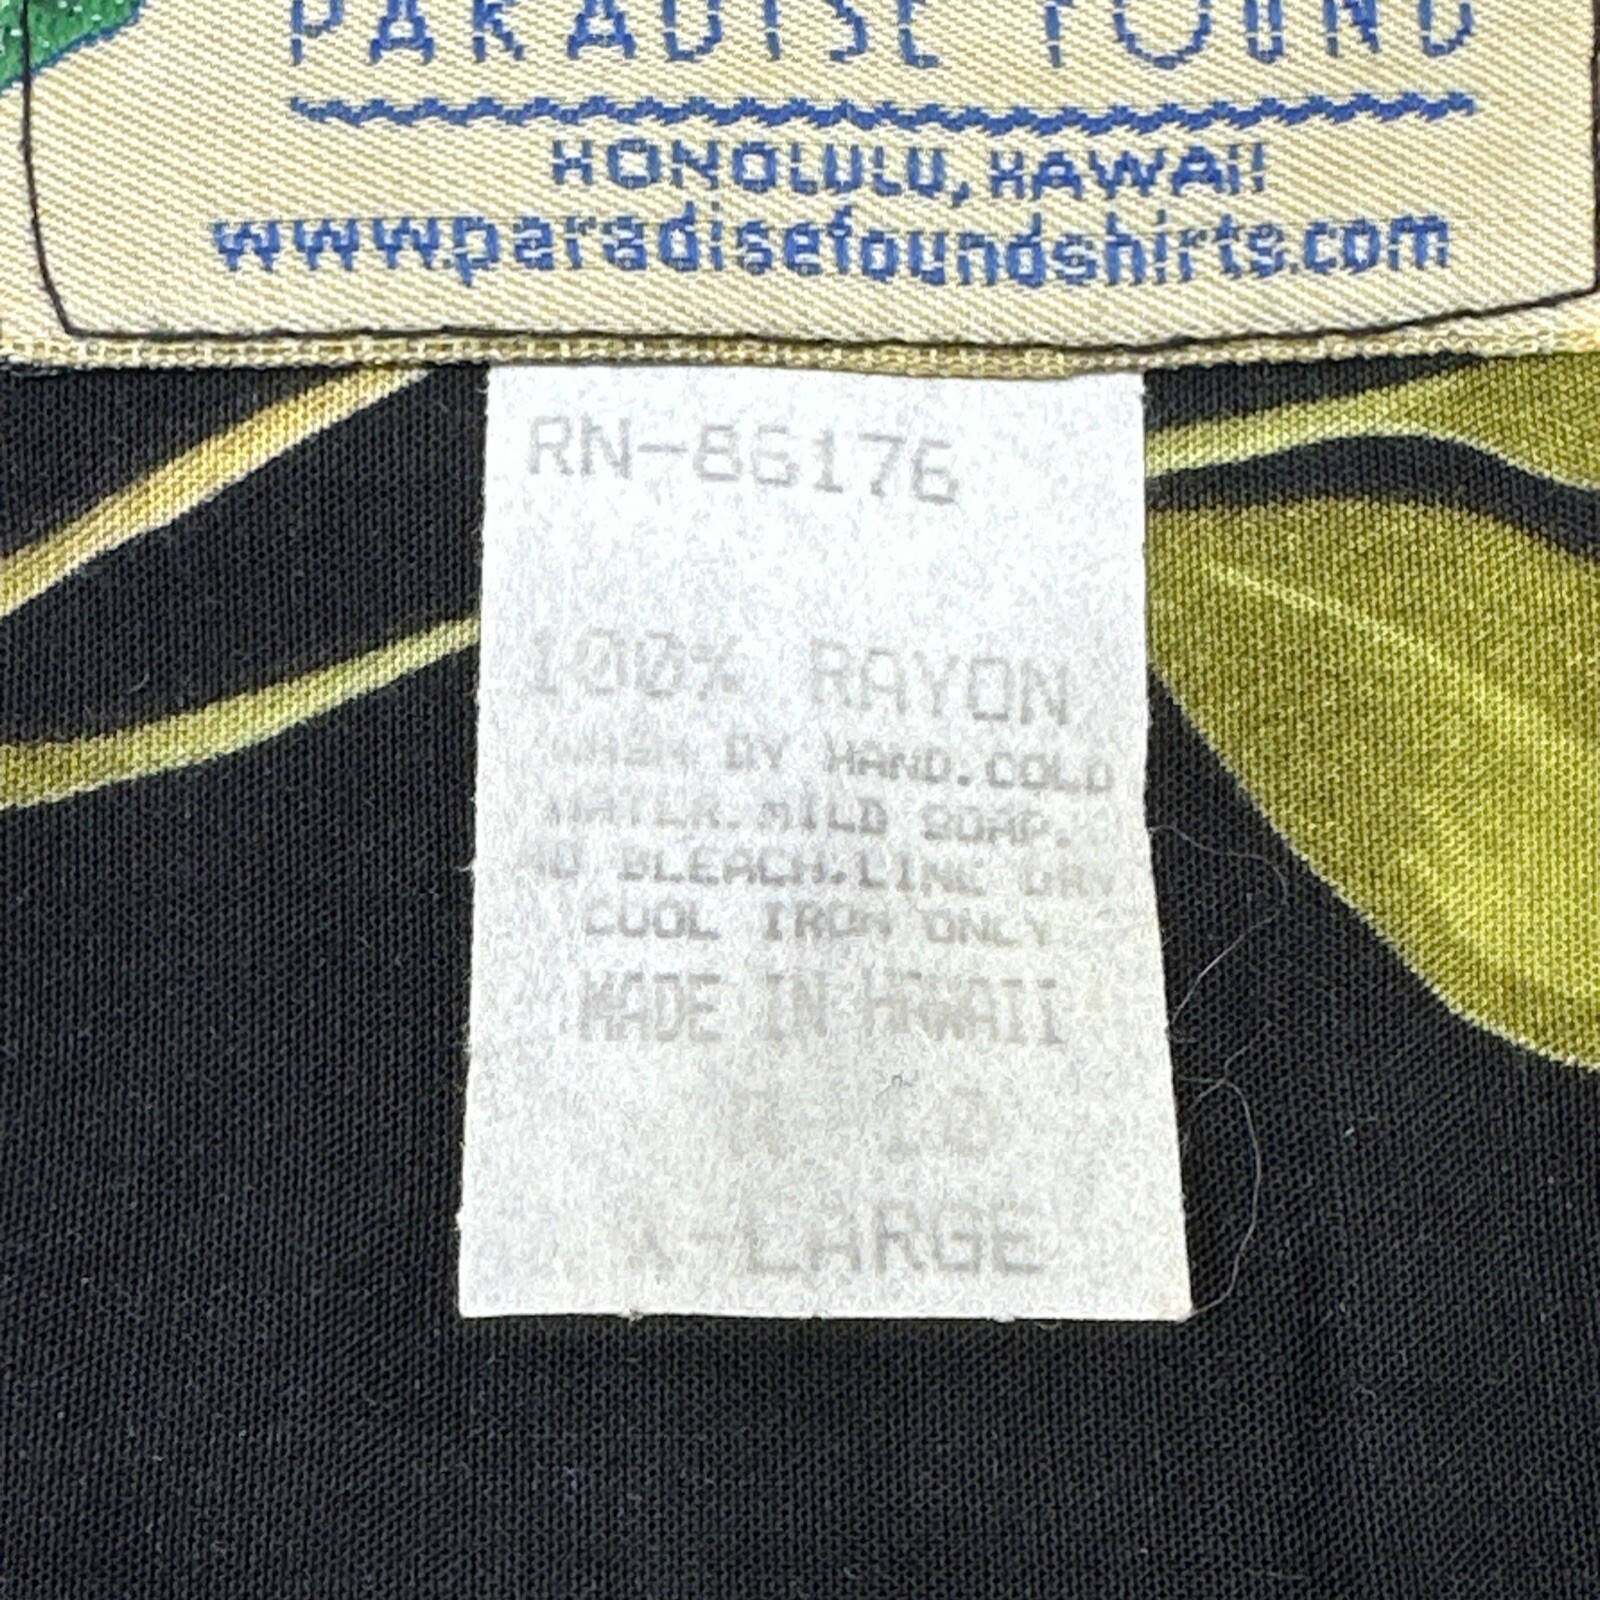 PARADISE FOUND
HONOLULU, HAWAII
www.paradisefoundshirts.com
RN-86176
100% RAYON
WASH BY HAND.COLD
WATER.MILD SOAP.
NO BLEACH.LINE DRY
COOL IRON ONLY
MADE IN HAWAII
X-LARGE